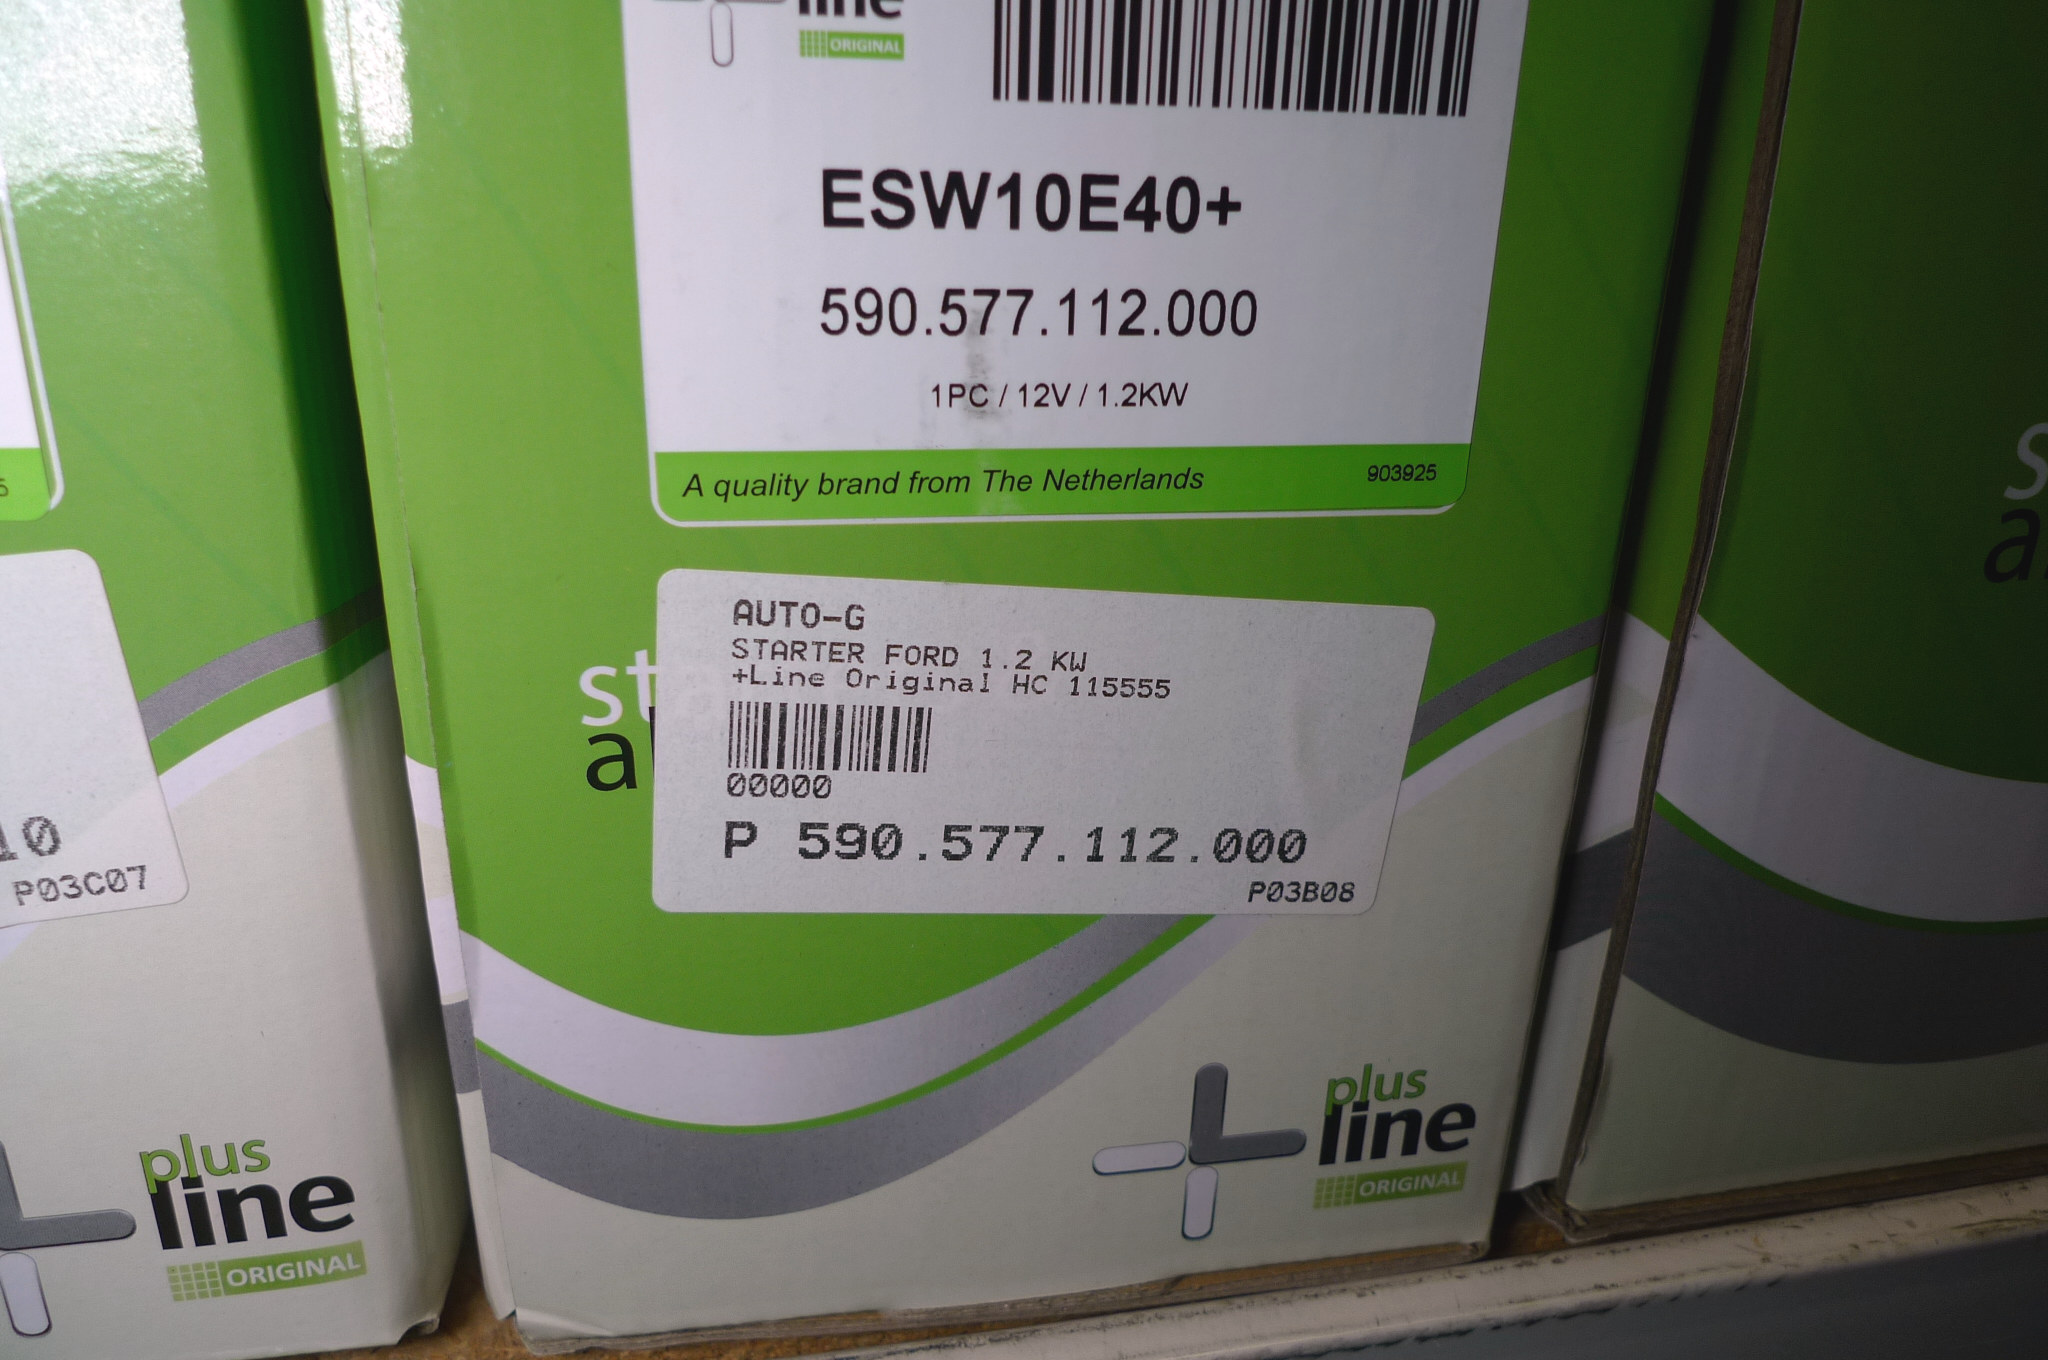 line
ORIGINAL
ESW10E40+
590.577.112.000
1PC / 12V / 1.2KW
A quality brand from The Netherlands
903925
AUTO-G
STARTER FORD 1.2 KW
+Line Original HC 115555
00000
P 590.577.112.000
P03B08
10
P03C07
plus
line
ORIGINAL
plus
line
ORIGINAL